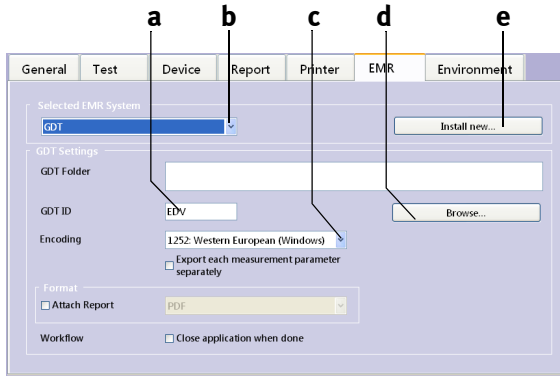 a b c d e
General Test Device Report Printer EMR Environment
Selected EMR System
GDT Install new...
GDT Settings
GDT Folder
GDT ID EDV Browse...
Encoding 1252: Western European (Windows)
Export each measurement parameter
separately
Format
Attach Report PDF
Workflow Close application when done